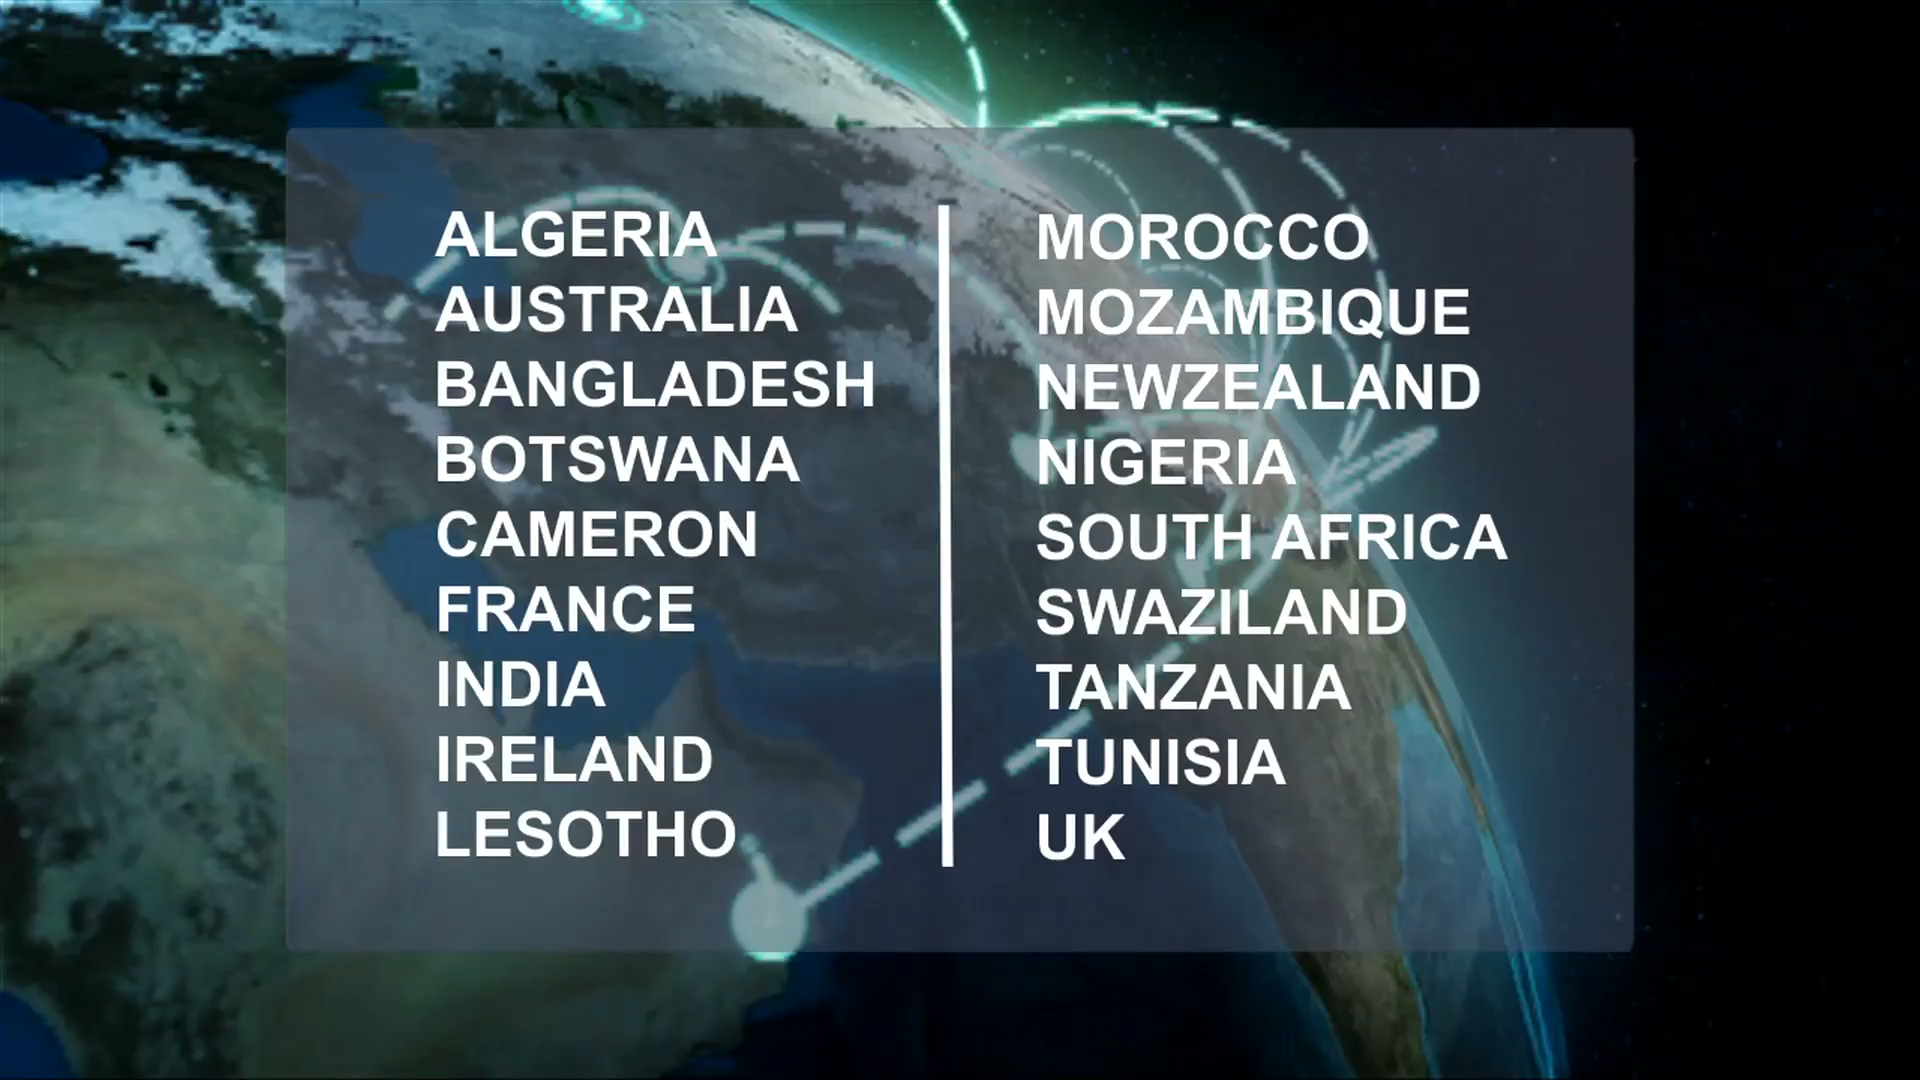 ALGERIA
AUSTRALIA
BANGLADESH
BOTSWANA
CAMERON
FRANCE
INDIA
IRELAND
LESOTHO
MOROCCO
MOZAMBIQUE
NEWZEALAND
NIGERIA
SOUTH AFRICA
SWAZILAND
TANZANIA
TUNISIA
UK